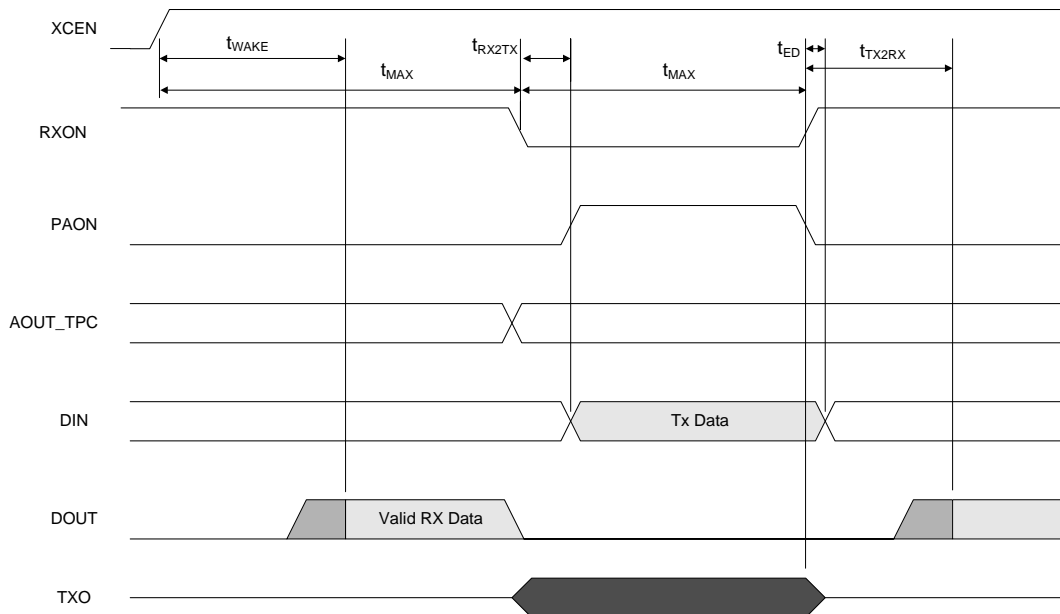 XCEN
tWAKE
tRX2TX
tED
tTX2RX
tMAX
tMAX
RXON
PAON
AOUT_TPC
DIN
Tx Data
DOUT
Valid RX Data
TXO